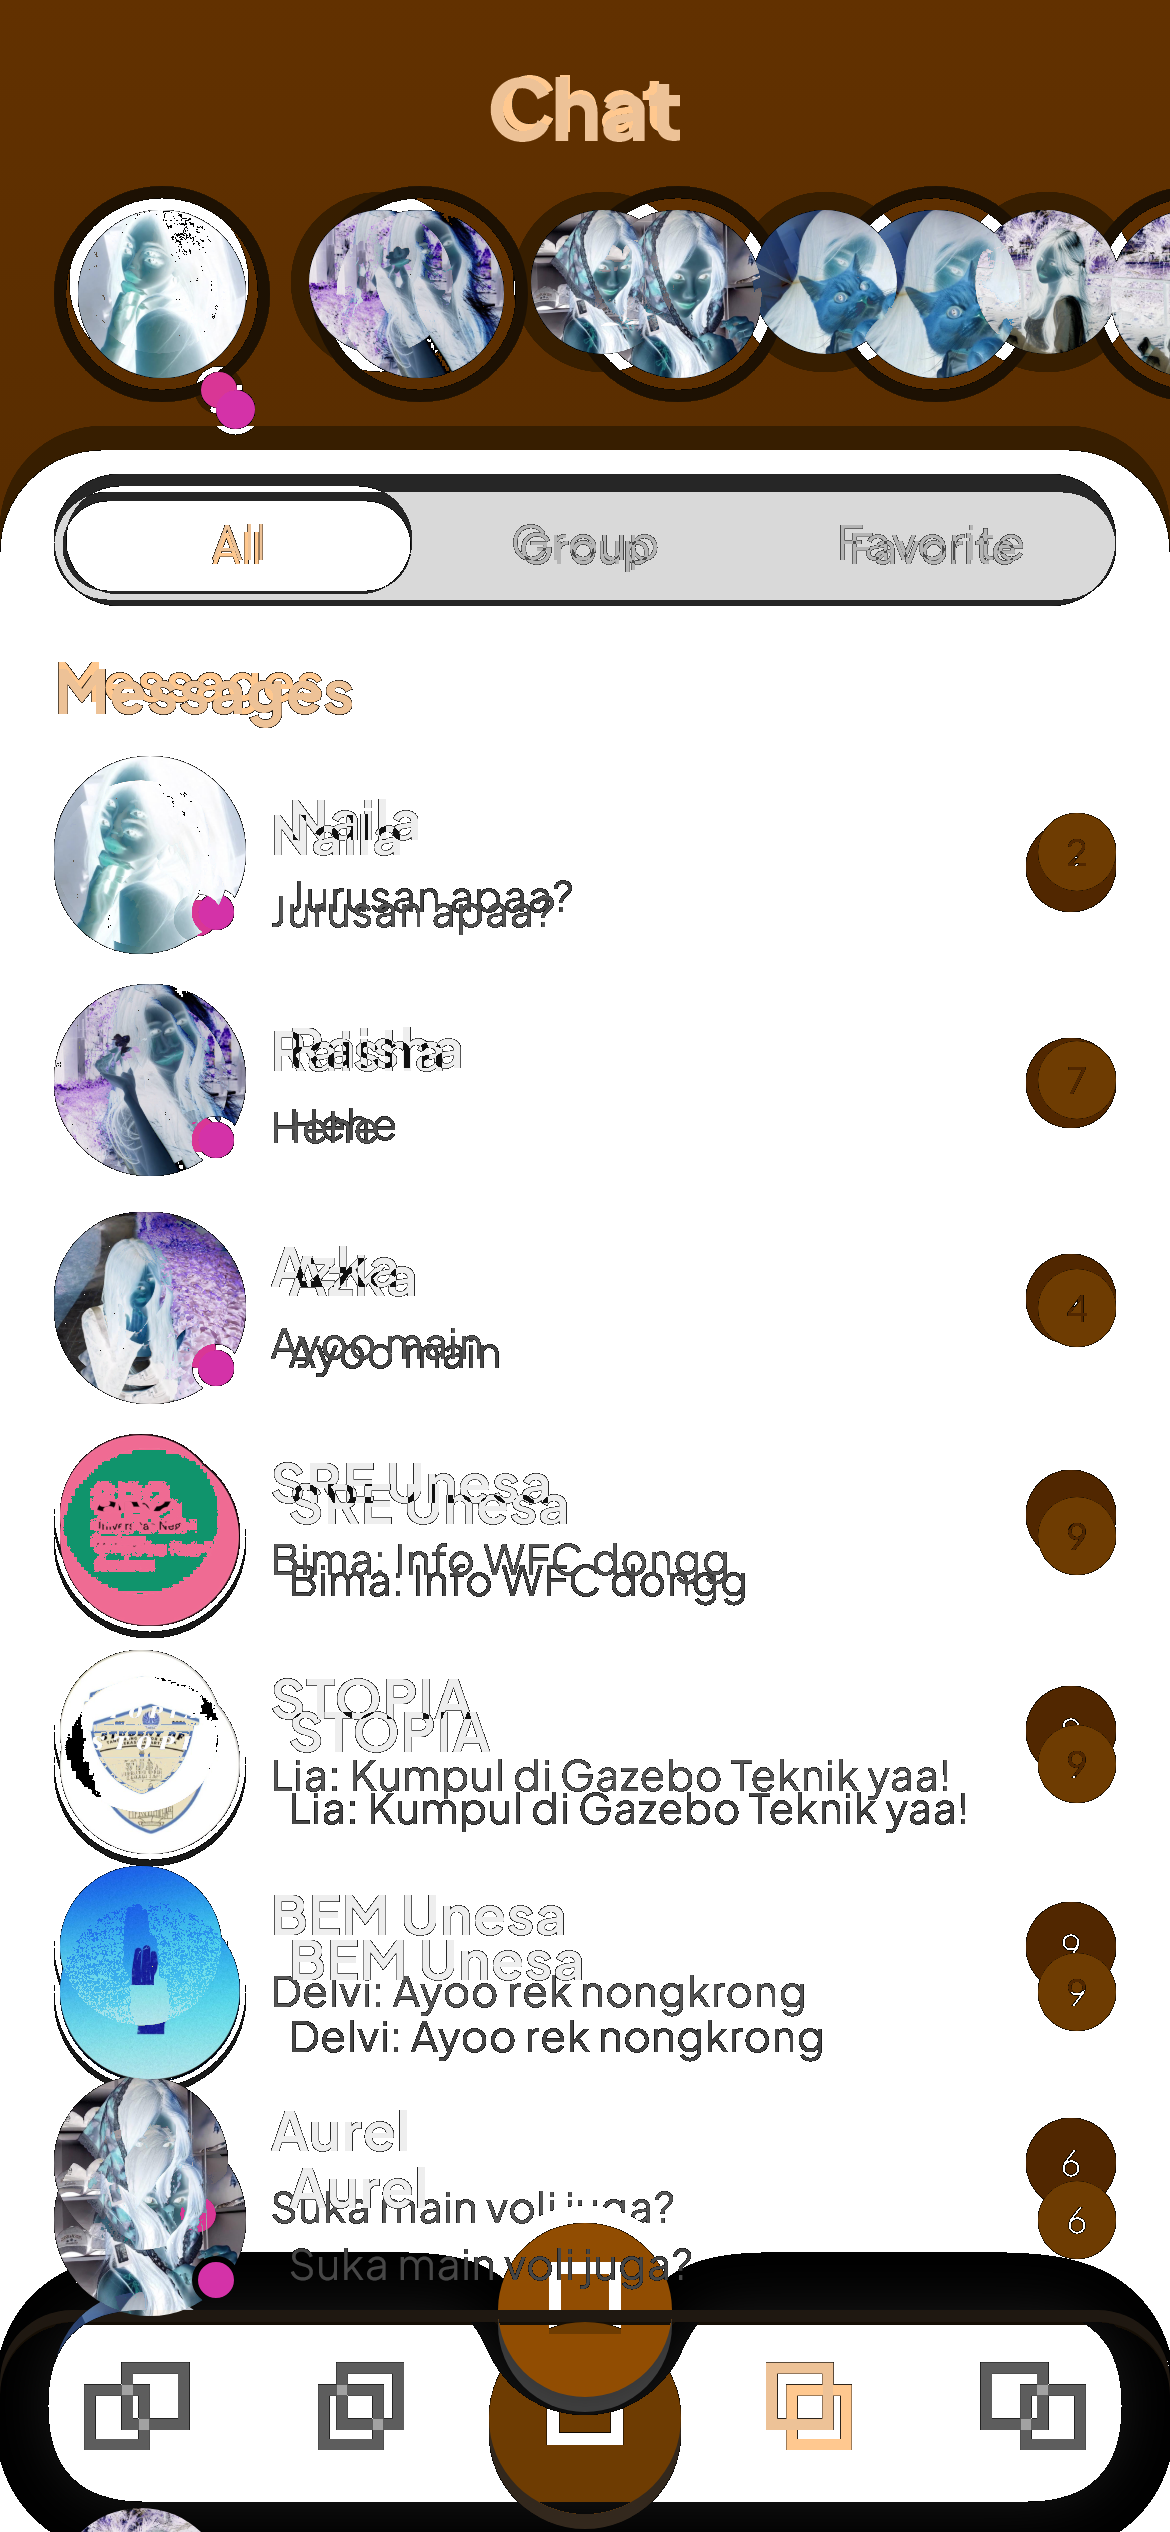 Chat
All Group Favorite
Messages
Naila
Jurusan apaa?
2
Raisha
Hehe
7
Azka
Ayoo main
4
SRE Unesa
Bima: Info WFC dongg
9
STOPIA
Lia: Kumpul di Gazebo Teknik yaa!
9
BEM Unesa
Delvi: Ayoo rek nongkrong
9
Aurel
Suka main voli juga?
6